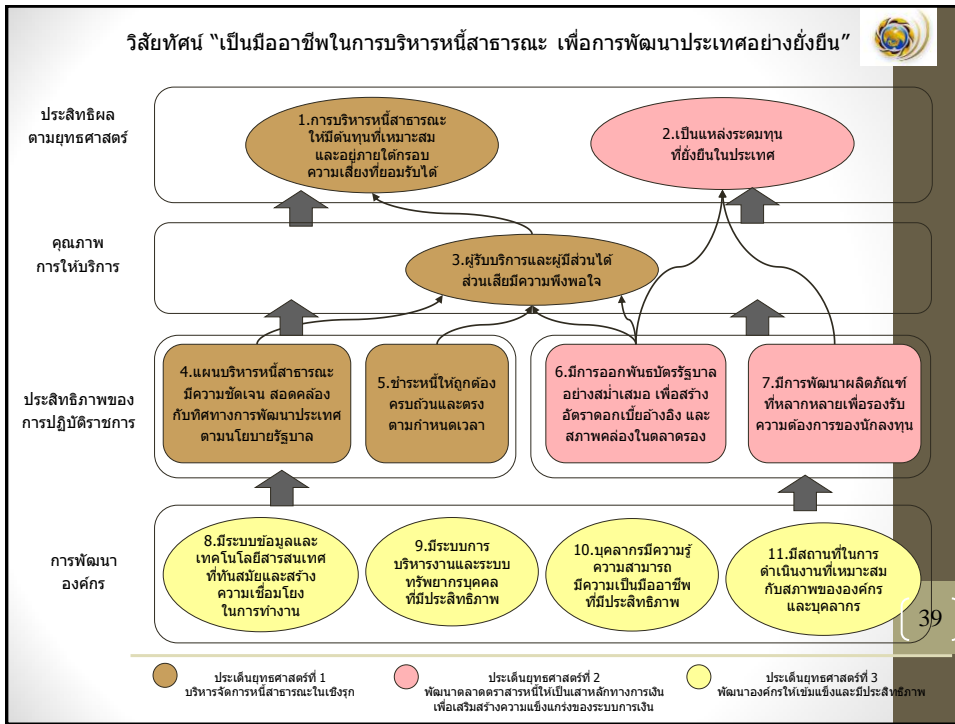 วิสัยทัศน์ “เป็นมืออาชีพในการบริหารหนี้สาธารณะ เพื่อการพัฒนาประเทศอย่างยั่งยืน”
ประสิทธิผล
ตามยุทธศาสตร์
1.การบริหารหนี้สาธารณะ
ให้มีต้นทุนที่เหมาะสม
และอยู่ภายใต้กรอบ
ความเสี่ยงที่ยอมรับได้
2.เป็นแหล่งระดมทุน
ที่ยั่งยืนในประเทศ
คุณภาพ
การให้บริการ
3.ผู้รับบริการและผู้มีส่วนได้
ส่วนเสียมีความพึงพอใจ
ประสิทธิภาพของ
การปฏิบัติราชการ
4.แผนบริหารหนี้สาธารณะ
มีความชัดเจน สอดคล้อง
กับทิศทางการพัฒนาประเทศ
ตามนโยบายรัฐบาล
5.ชำระหนี้ให้ถูกต้อง
ครบถ้วนและตรง
ตามกำหนดเวลา
6.มีการออกพันธบัตรรัฐบาล
อย่างสม่ำเสมอ เพื่อสร้าง
อัตราดอกเบี้ยอ้างอิง และ
สภาพคล่องในตลาดรอง
7.มีการพัฒนาผลิตภัณฑ์
ที่หลากหลายเพื่อรองรับ
ความต้องการของนักลงทุน
การพัฒนา
องค์กร
8.มีระบบข้อมูลและ
เทคโนโลยีสารสนเทศ
ที่ทันสมัยและสร้าง
ความเชื่อมโยง
ในการทำงาน
9.มีระบบการ
บริหารงานและระบบ
ทรัพยากรบุคคล
ที่มีประสิทธิภาพ
10.บุคลากรมีความรู้
ความสามารถ
มีความเป็นมืออาชีพ
ที่มีประสิทธิภาพ
11.มีสถานที่ในการ
ดำเนินงานที่เหมาะสม
กับสภาพขององค์กร
และบุคลากร
39
ประเด็นยุทธศาสตร์ที่ 1
บริหารจัดการหนี้สาธารณะในเชิงรุก
ประเด็นยุทธศาสตร์ที่ 2
พัฒนาตลาดตราสารหนี้ให้เป็นเสาหลักทางการเงิน
เพื่อเสริมสร้างความแข็งแกร่งของระบบการเงิน
ประเด็นยุทธศาสตร์ที่ 3
พัฒนาองค์กรให้เข้มแข็งและมีประสิทธิภาพ